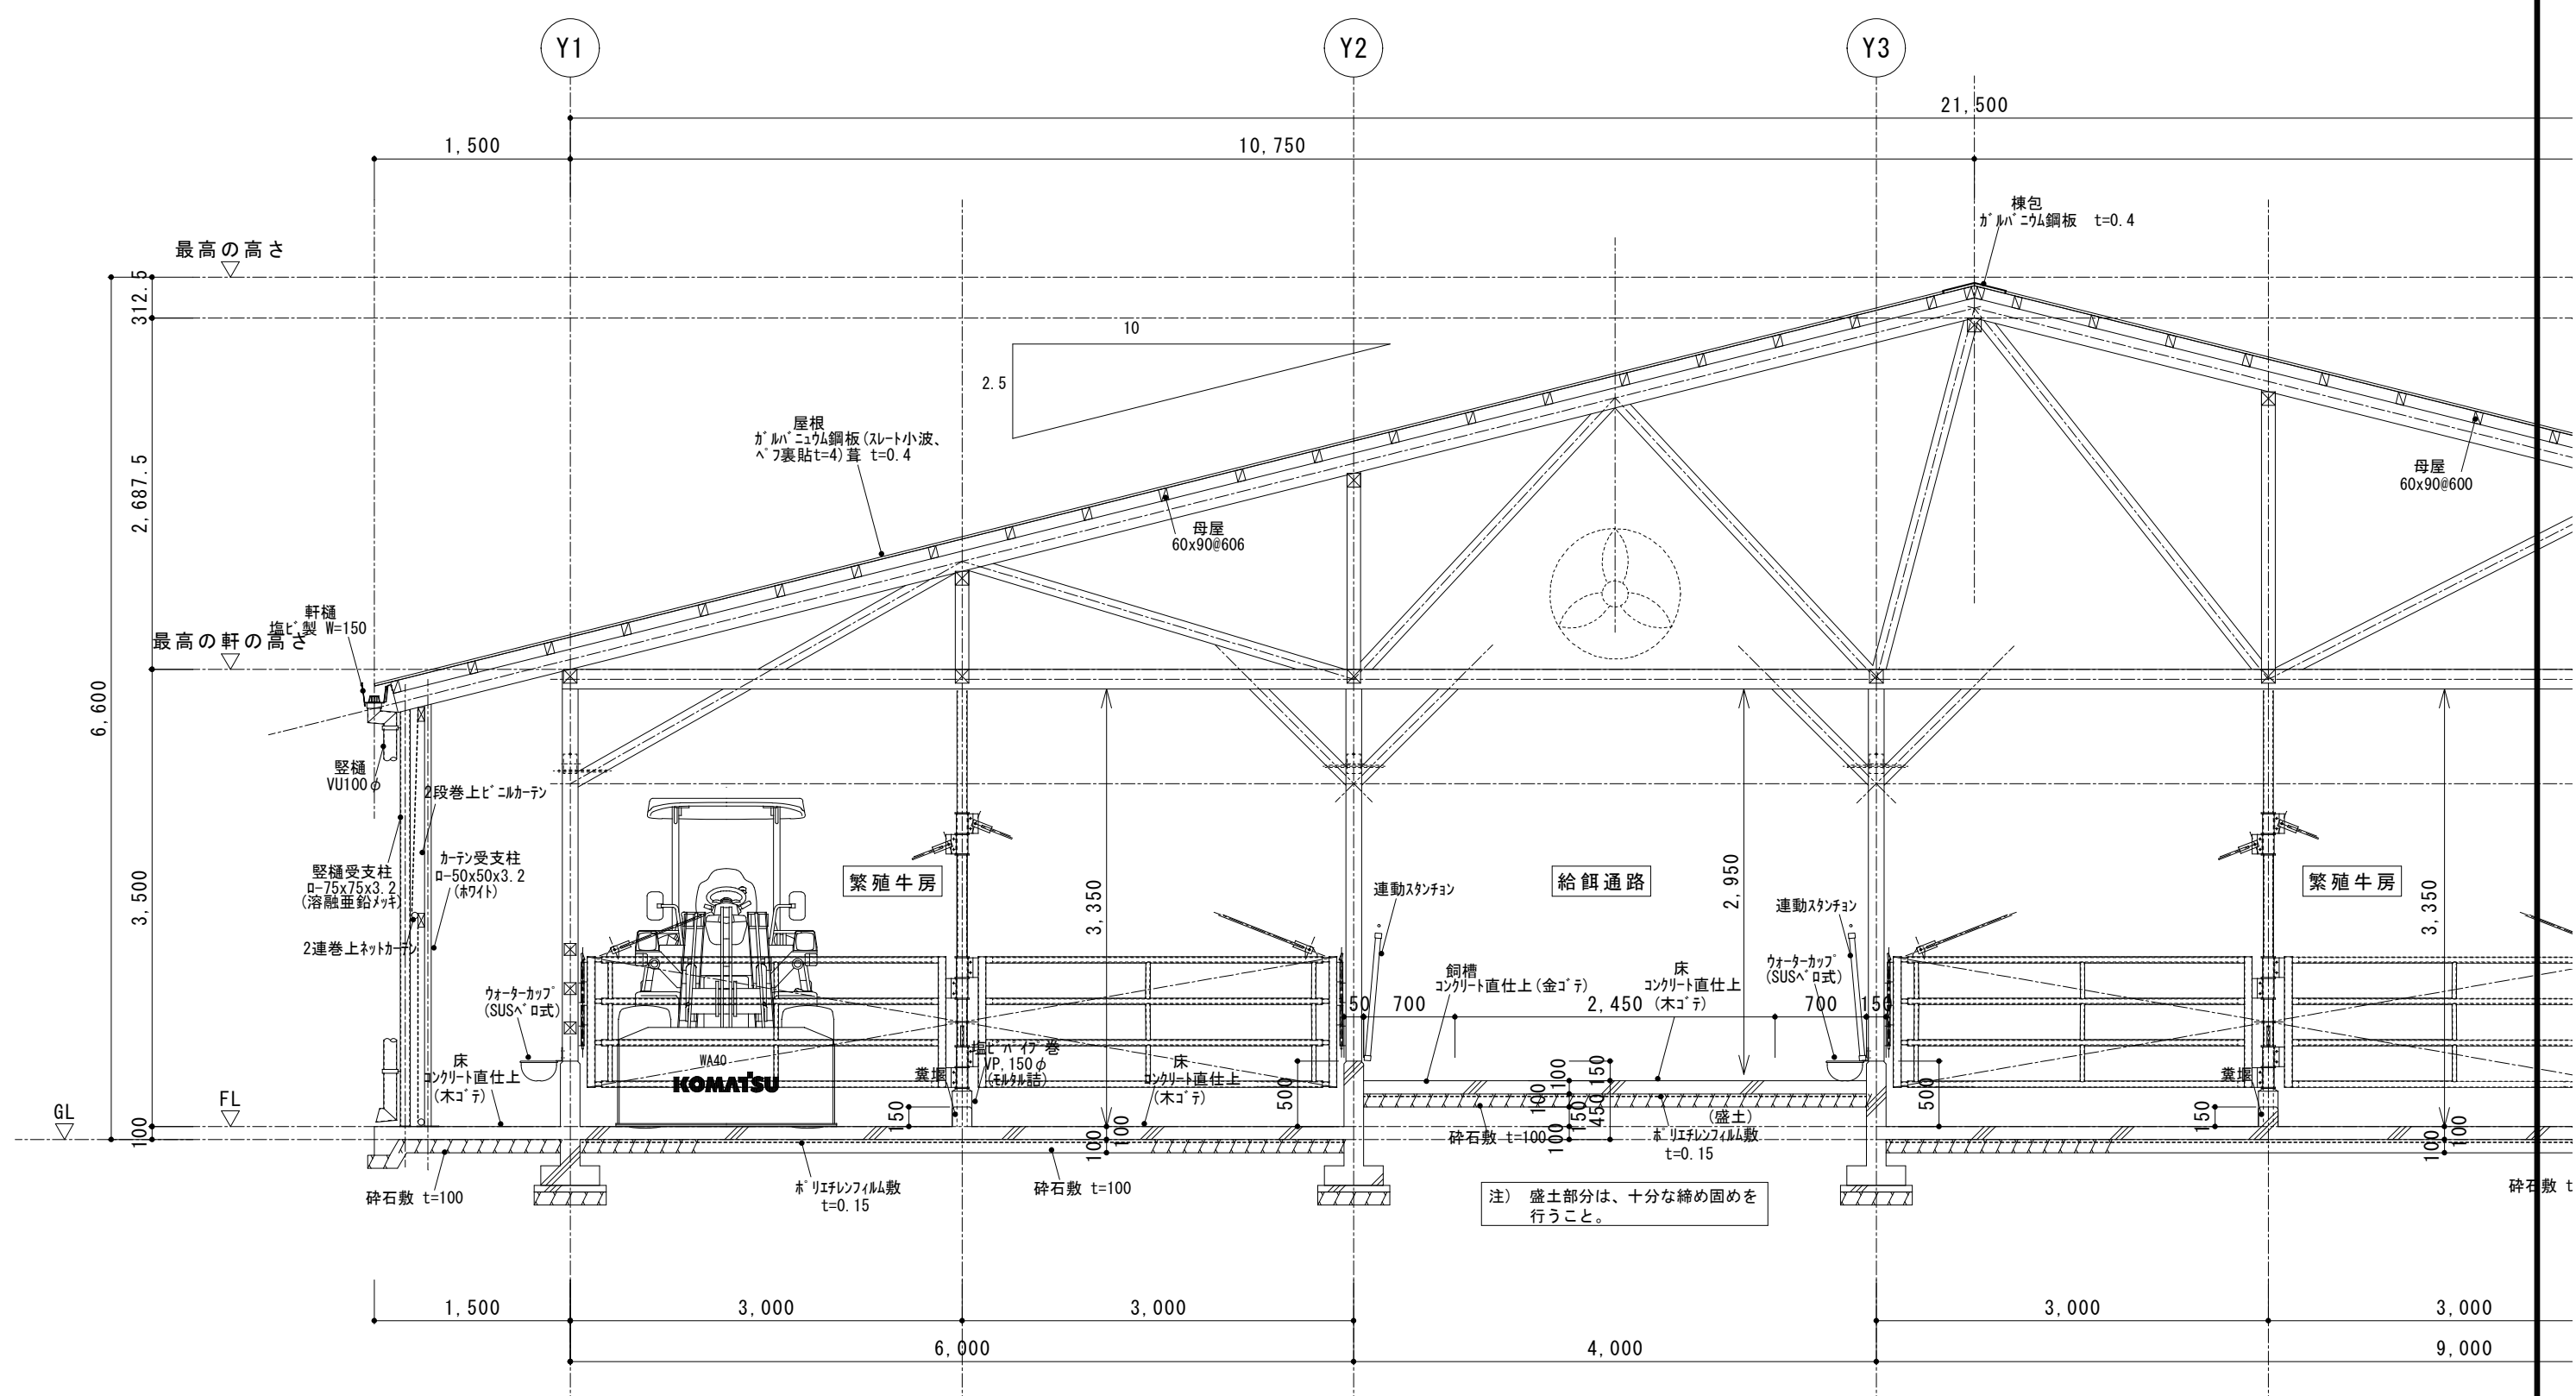 Y1
Y2
Y3
21,500
1,500
10,750
棟包
ガルバニウム鋼板 t=0.4
最高の高さ
312.5
10
2.5
屋根
ガルバニュウム鋼板(スレート小波、
ペフ裏貼t=4)葺 t=0.4
2,687.5
母屋
60x90@606
母屋
60x90@600
軒樋
塩ビ製 W=150
最高の軒の高さ
6,600
竪樋
VU100φ
2段巻上ビニルカーテン
竪樋受支柱
ロ-75x75x3.2
(溶融亜鉛メッキ)
カーテン受支柱
ロ-50x50x3.2
(ホワイト)
2連巻上ネットカーテン
3,500
繁殖牛房
3,350
連動スタンチョン
給餌通路
2,950
連動スタンチョン
繁殖牛房
3,350
ウォーターカップ
(SUSベロ式)
飼槽
コンクリート直仕上(金ゴテ)
床
コンクリート直仕上
(木ゴテ)
ウォーターカップ
(SUSベロ式)
50
700
2,450
700
150
床
コンクリート直仕上
(木ゴテ)
WA40
KOMATSU
糞堰
塩ビパイプ巻
VP,150φ
(モルタル詰)
床
コンクリート直仕上
(木ゴテ)
糞堰
GL
FL
100
150
500
100
150
100
150
450
100
500
150
(盛土)
砕石敷 t=100
ポリエチレンフィルム敷
t=0.15
100
100
100
100
砕石敷 t=100
ポリエチレンフィルム敷
t=0.15
砕石敷 t=100
注) 盛土部分は、十分な締め固めを
行うこと。
砕石敷 t
1,500
3,000
3,000
3,000
3,000
6,000
4,000
9,000